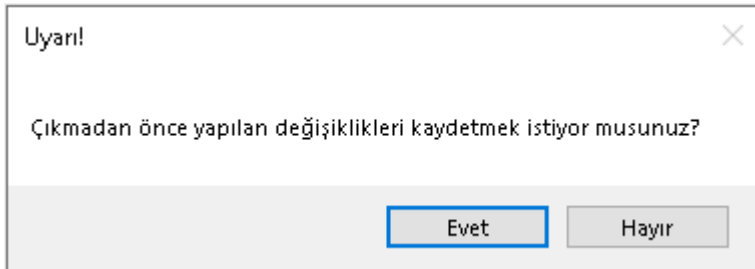 Uyarı!
Çıkmadan önce yapılan değişiklikleri kaydetmek istiyor musunuz?
Evet
Hayır